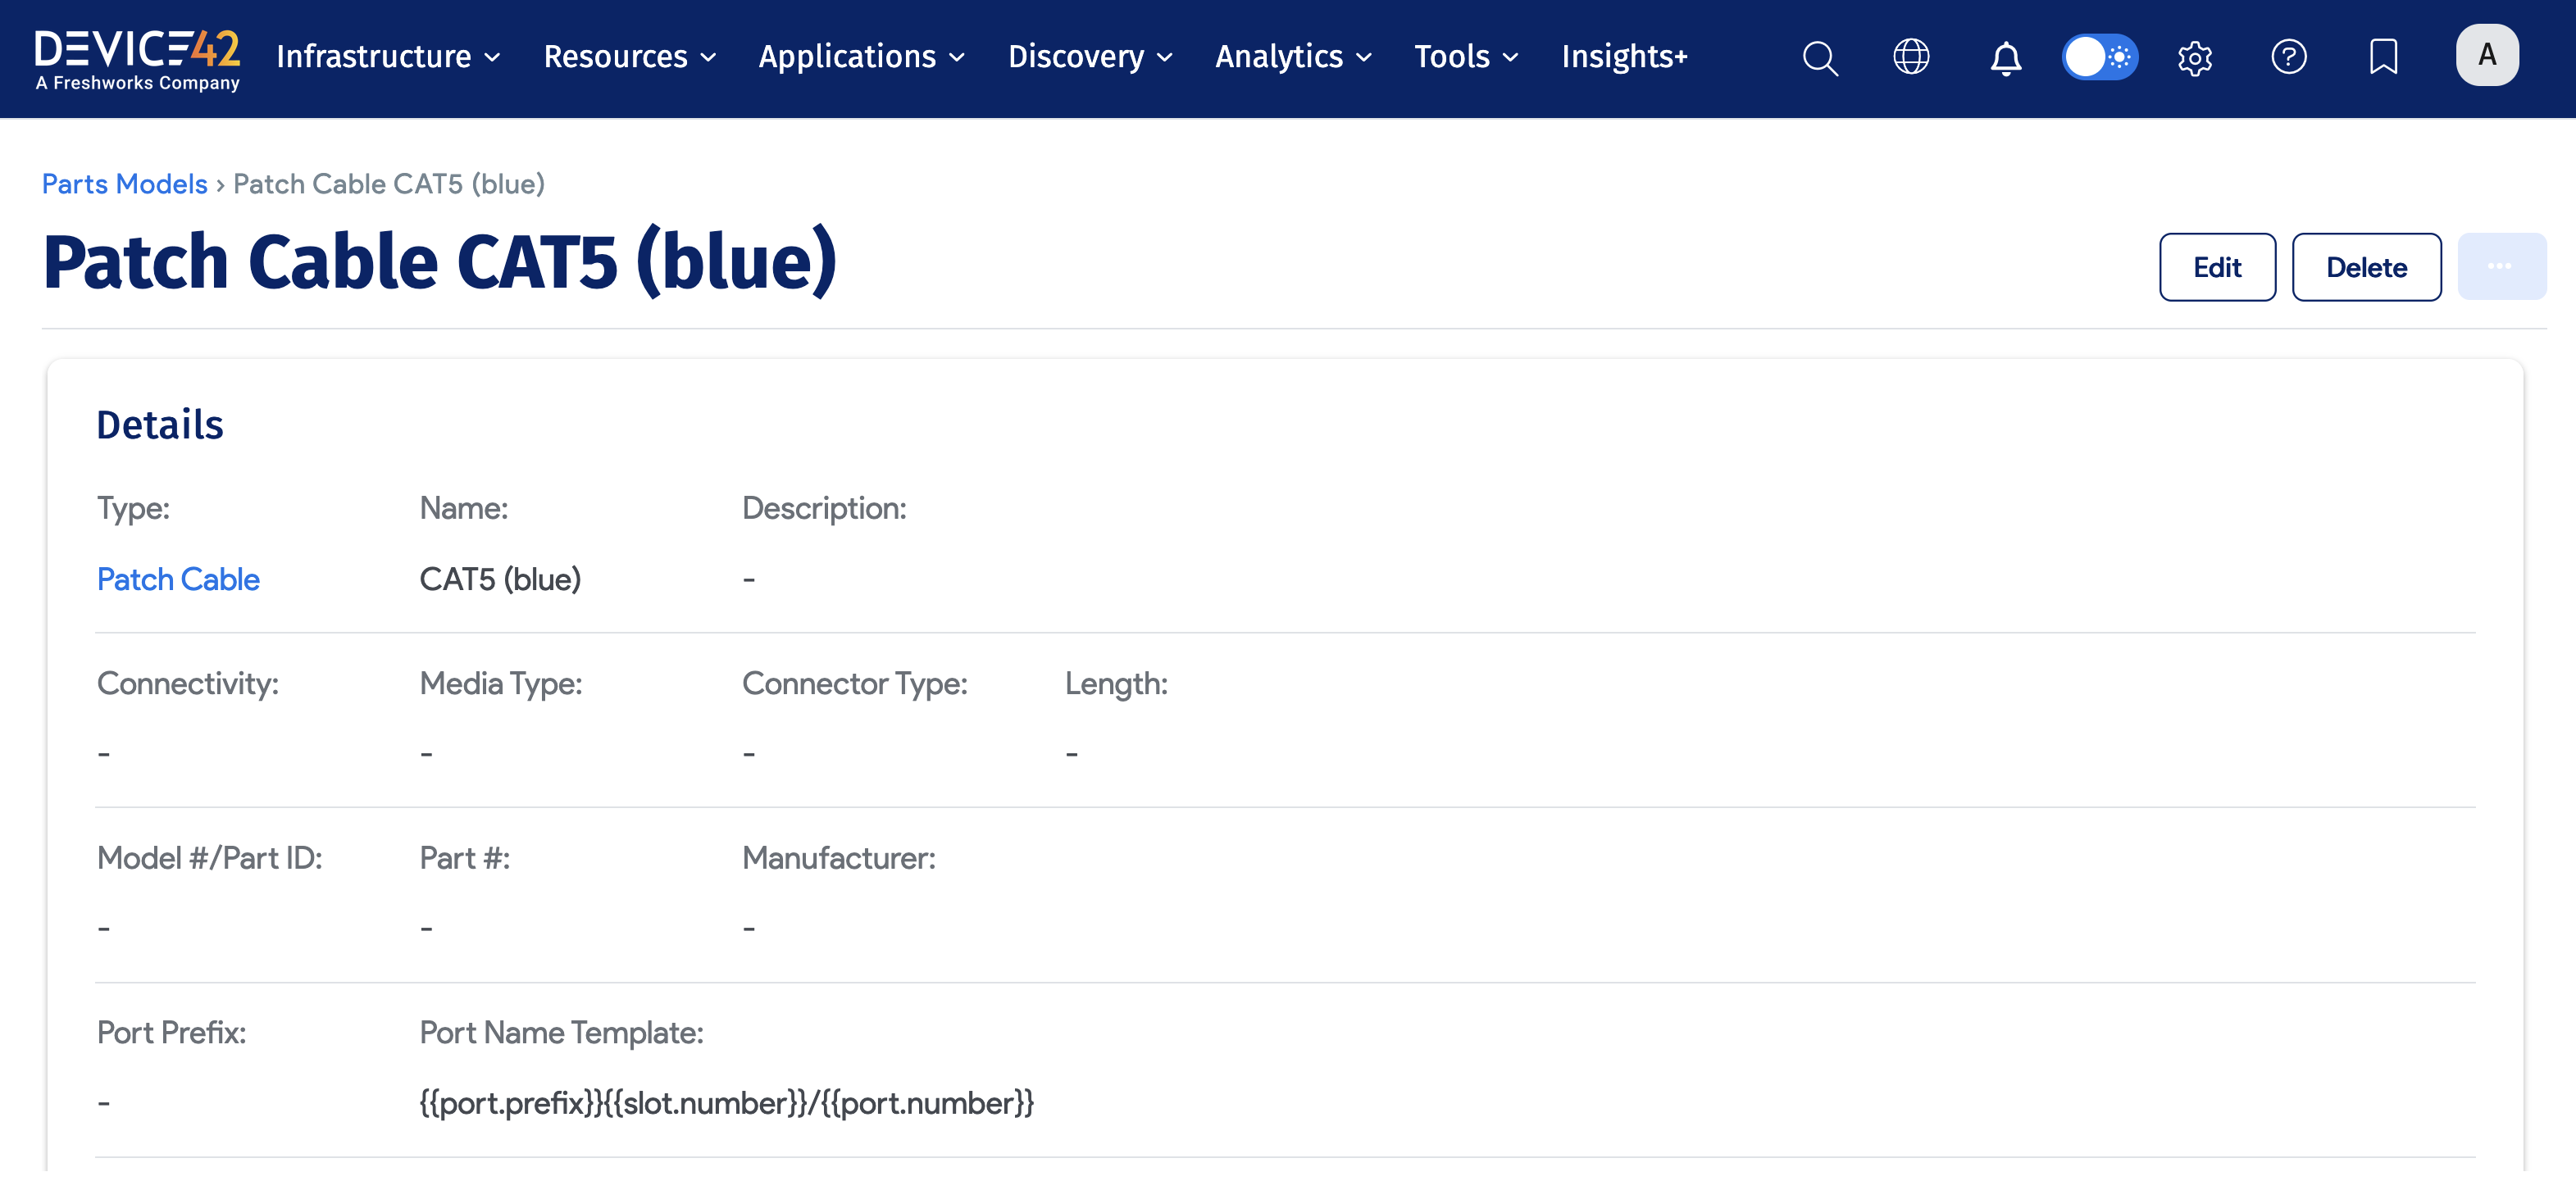 DEVICE42
A Freshworks Company
Infrastructure Resources Applications Discovery Analytics Tools Insights+ A
Parts Models › Patch Cable CAT5 (blue)
Patch Cable CAT5 (blue)
Edit Delete ...
Details
Type: Name: Description:
Patch Cable CAT5 (blue) -
Connectivity: Media Type: Connector Type: Length:
- - - -
Model #/Part ID: Part #: Manufacturer:
- - -
Port Prefix: Port Name Template:
- {{port.prefix}}{{slot.number}}/{{port.number}}